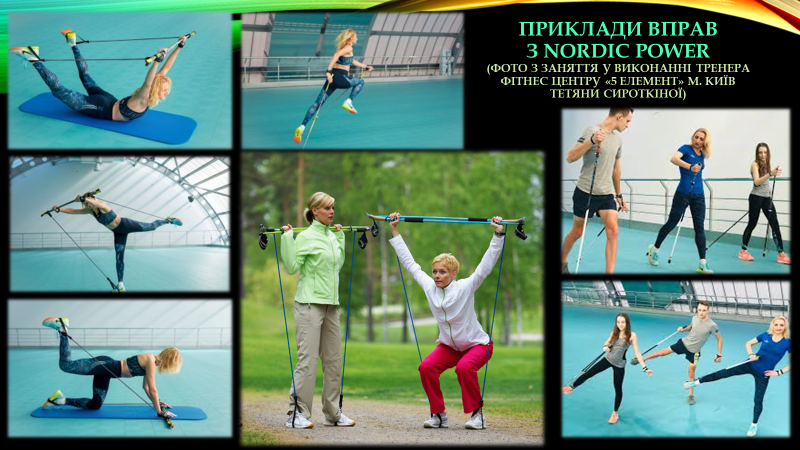 ПРИКЛАДИ ВПРАВ
З NORDIC POWER
(ФОТО З ЗАНЯТТЯ У ВИКОНАННІ ТРЕНЕРА
ФІТНЕС ЦЕНТРУ «5 ЕЛЕМЕНТ» М. КИЇВ
ТЕТЯНИ СИРОТКІНОЇ)